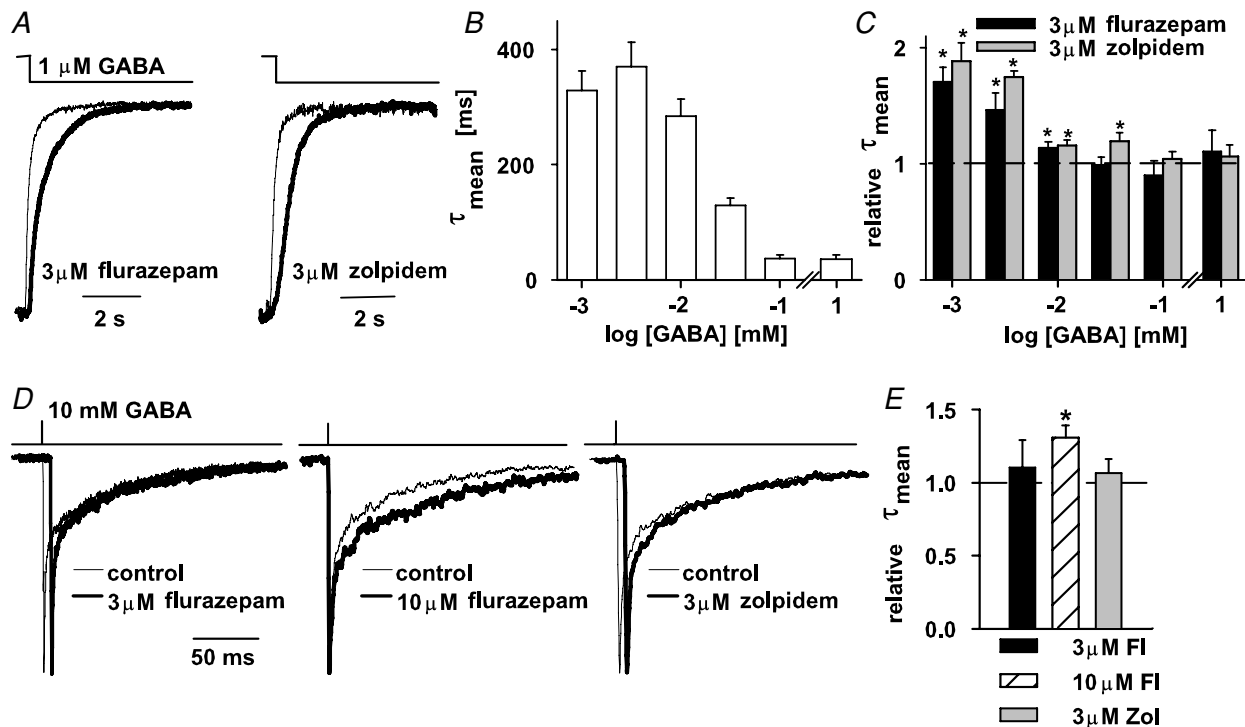 A
1 μM GABA
3μM flurazepam
2 s
3μM zolpidem
2 s
B
τ mean [ms]
400
200
0
-3
-2
-1
1
log [GABA] [mM]
C
3μM flurazepam
3μM zolpidem
relative τ mean
2
1
0
* * * * * * *
-3
-2
-1
1
log [GABA] [mM]
D
10 mM GABA
control
3μM flurazepam
50 ms
control
10μM flurazepam
control
3μM zolpidem
E
relative τ mean
1.5
1.0
0.5
0.0
*
3μM Fl
10μM Fl
3μM Zol